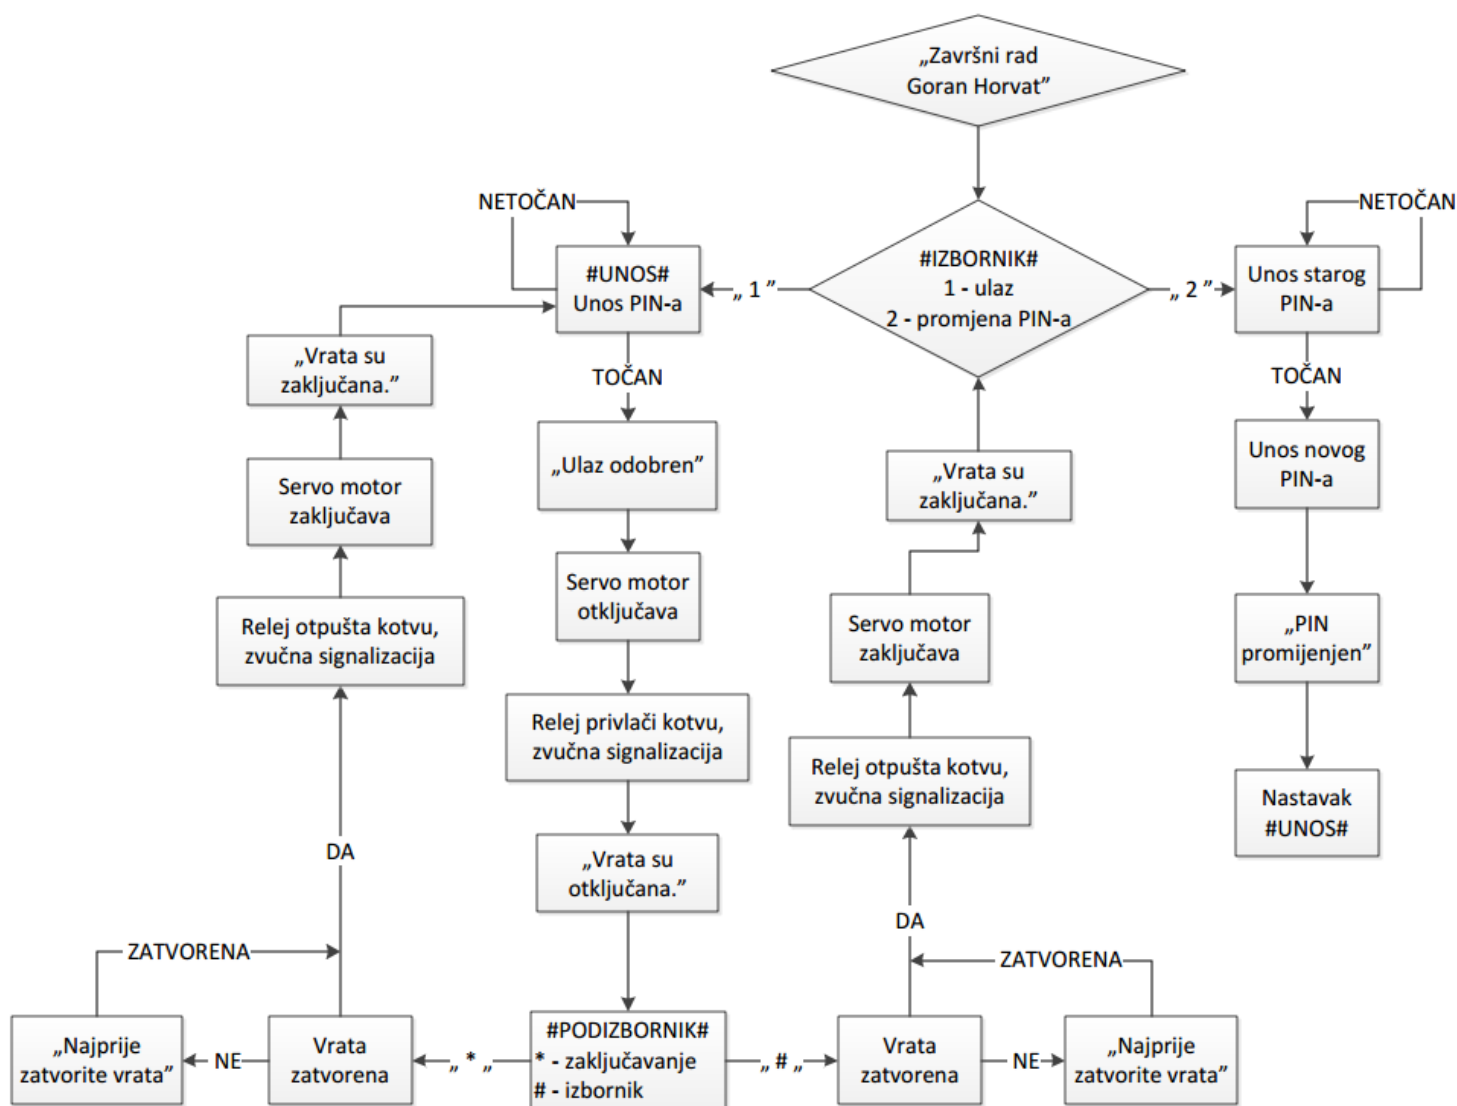 „Završni rad
Goran Horvat”
NETOČAN
NETOČAN
#UNOS#
Unos PIN-a
„ 1 ”
#IZBORNIK#
1 - ulaz
2 - promjena PIN-a
„ 2 ”
Unos starog
PIN-a
„Vrata su
zaključana.”
TOČAN
TOČAN
„Ulaz odobren”
Unos novog
PIN-a
Servo motor
zaključava
„Vrata su
zaključana.”
Servo motor
otključava
Relej otpušta kotvu,
zvučna signalizacija
Servo motor
zaključava
„PIN
promijenjen”
Relej privlači kotvu,
zvučna signalizacija
Relej otpušta kotvu,
zvučna signalizacija
Nastavak
#UNOS#
DA
„Vrata su
otključana.”
DA
ZATVORENA
ZATVORENA
„Najprije
zatvorite vrata”
NE
Vrata
zatvorena
„ * „
#PODIZBORNIK#
* - zaključavanje
# - izbornik
„ # „
Vrata
zatvorena
NE
„Najprije
zatvorite vrata”